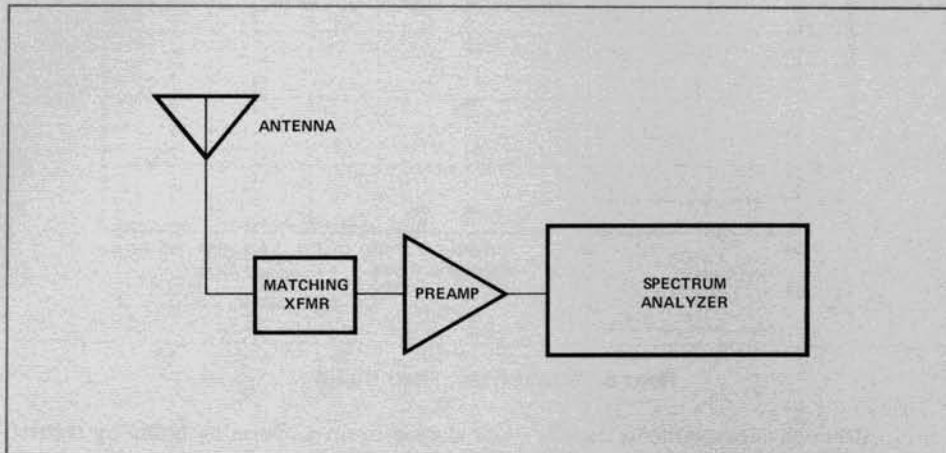 ANTENNA
MATCHING
XFMR
PREAMP
SPECTRUM
ANALYZER